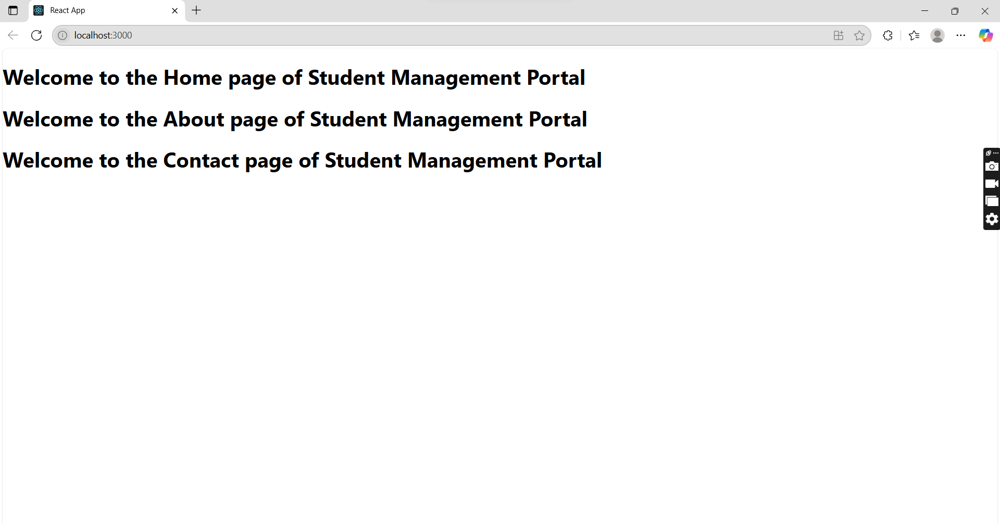 React App
localhost:3000
Welcome to the Home page of Student Management Portal
Welcome to the About page of Student Management Portal
Welcome to the Contact page of Student Management Portal